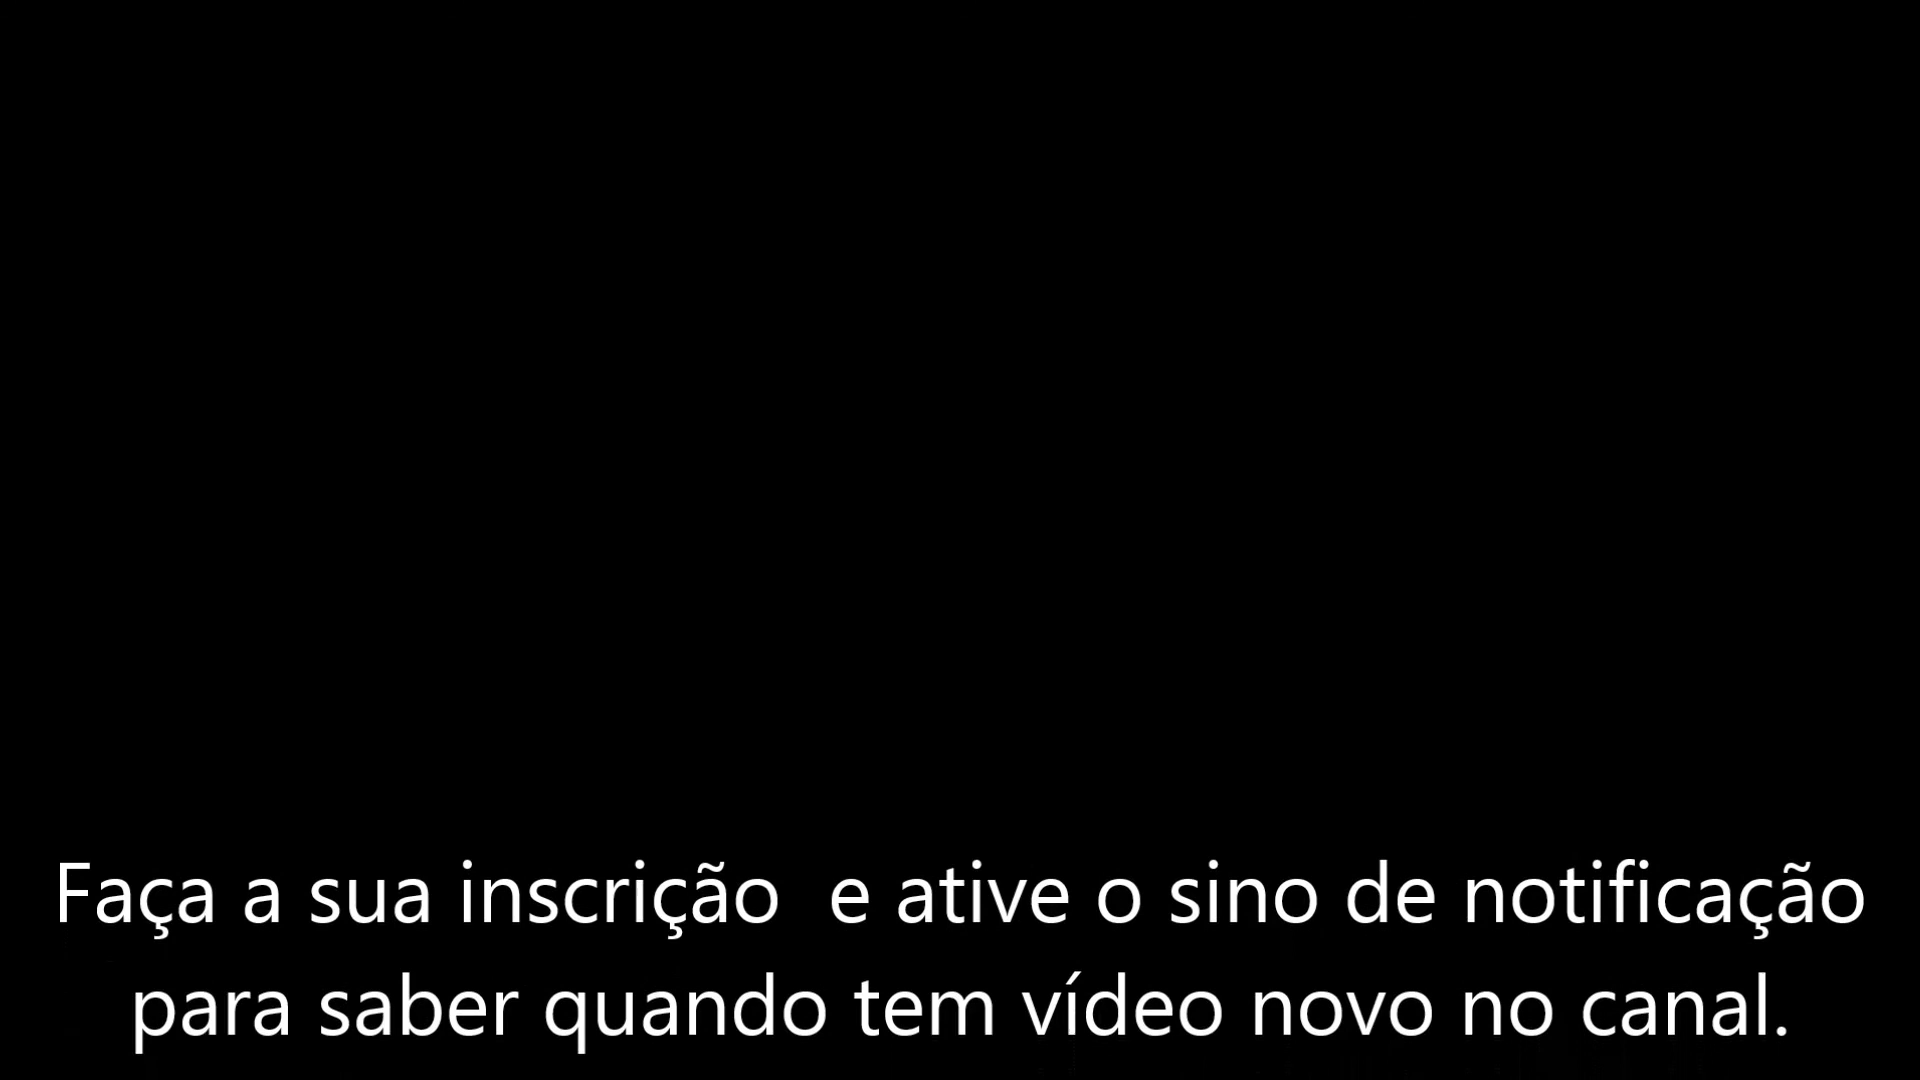 Faça a sua inscrição  e ative o sino de notificação
para saber quando tem vídeo novo no canal.